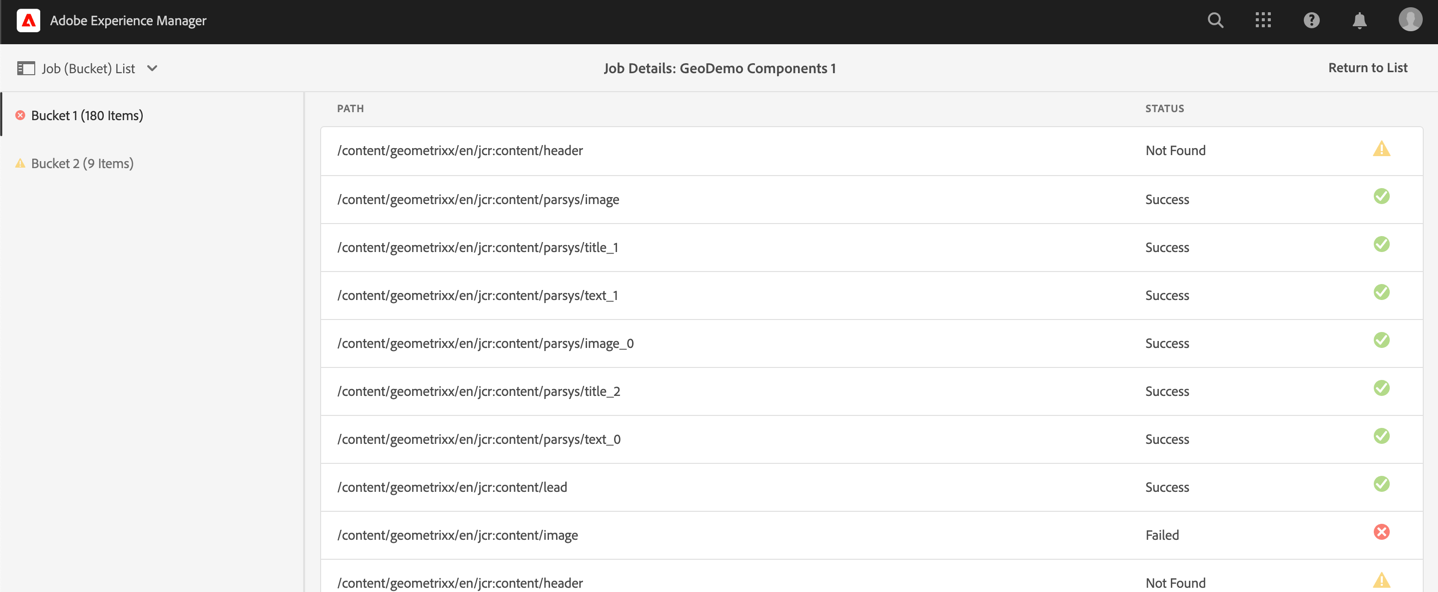 Adobe Experience Manager
Job (Bucket) List
Job Details: GeoDemo Components 1
Return to List
Bucket 1 (180 Items)
Bucket 2 (9 Items)
PATH STATUS
/content/geometrixx/en/jcr:content/header Not Found
/content/geometrixx/en/jcr:content/parsys/image Success
/content/geometrixx/en/jcr:content/parsys/title_1 Success
/content/geometrixx/en/jcr:content/parsys/text_1 Success
/content/geometrixx/en/jcr:content/parsys/image_0 Success
/content/geometrixx/en/jcr:content/parsys/title_2 Success
/content/geometrixx/en/jcr:content/parsys/text_0 Success
/content/geometrixx/en/jcr:content/lead Success
/content/geometrixx/en/jcr:content/image Failed
/content/geometrixx/en/jcr:content/header Not Found